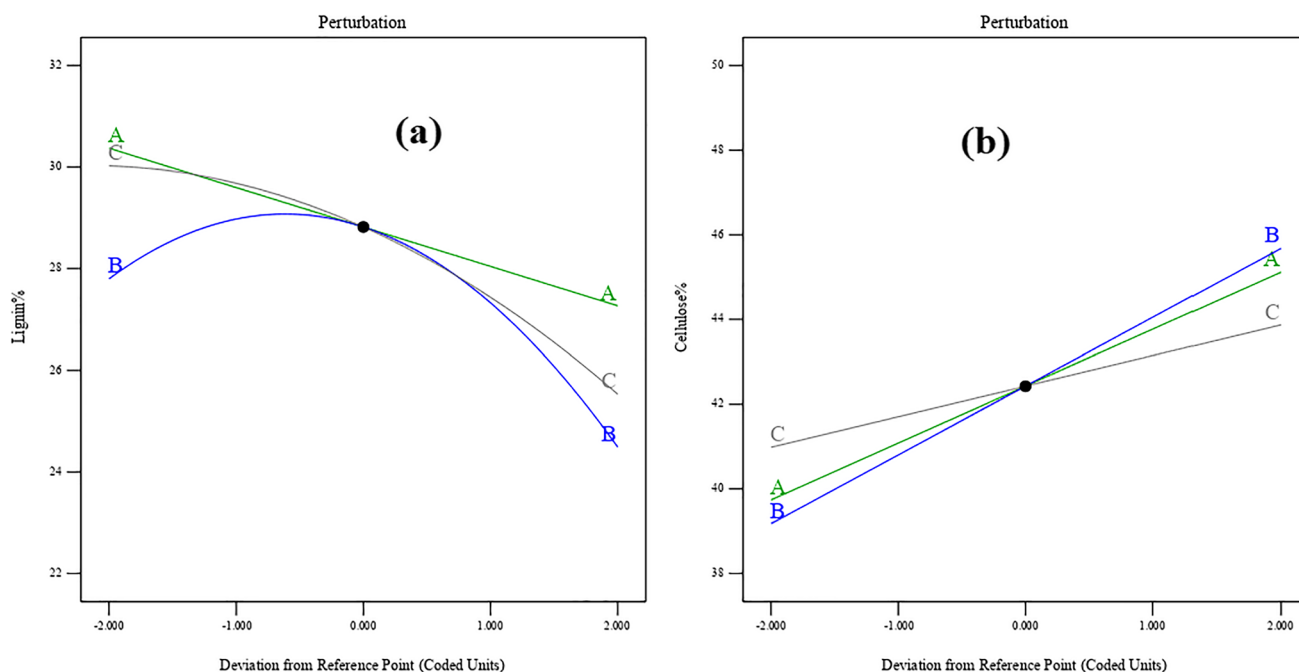 Perturbation
32
30
28
26
24
22
Lignin%
(a)
A
C
B
A
C
B
-2.000
-1.000
0.000
1.000
2.000
Deviation from Reference Point (Coded Units)
Perturbation
50
48
46
44
42
40
38
Cellulose%
(b)
B
A
C
C
A
B
-2.000
-1.000
0.000
1.000
2.000
Deviation from Reference Point (Coded Units)